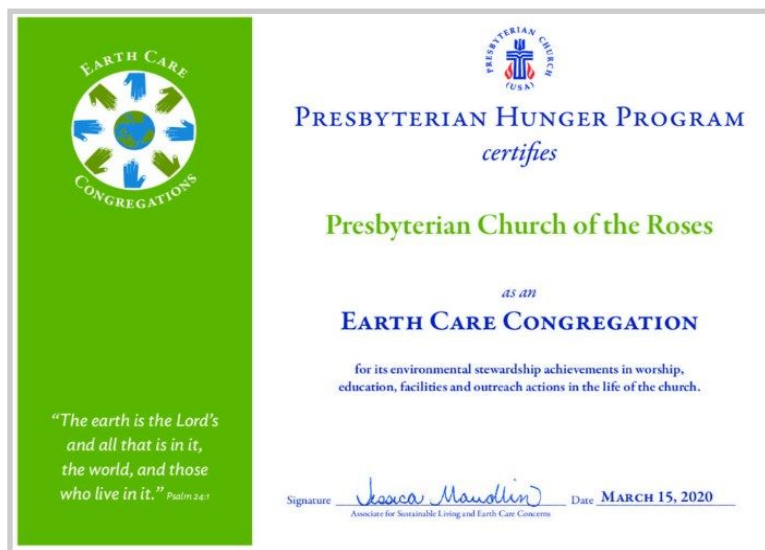 EARTH CARE
CONGREGATIONS
“The earth is the Lord’s
and all that is in it,
the world, and those
who live in it.” Psalm 24:1
PRESBYTERIAN CHURCH
(USA)
PRESBYTERIAN HUNGER PROGRAM
certifies
Presbyterian Church of the Roses
as an
EARTH CARE CONGREGATION
for its environmental stewardship achievements in worship,
education, facilities and outreach actions in the life of the church.
Signature Jessica Maudlin Date MARCH 15, 2020
Associate for Sustainable Living and Earth Care Concerns